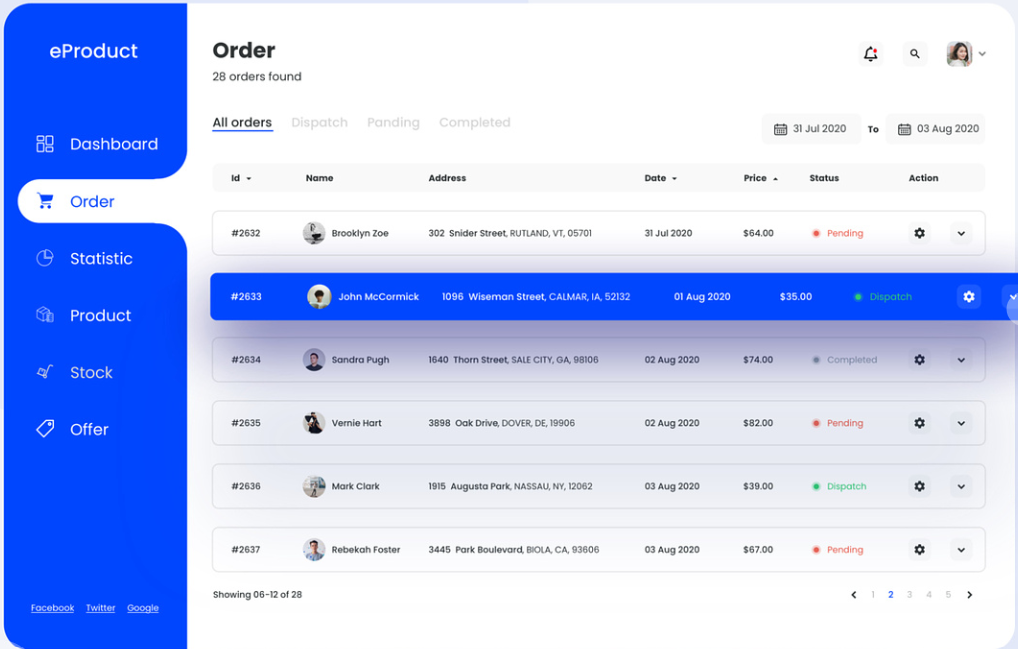 eProduct
Dashboard
Order
Statistic
Product
Stock
Offer
Facebook Twitter Google
Order
28 orders found
All orders Dispatch Panding Completed
31 Jul 2020 To 03 Aug 2020
Id Name Address Date Price Status Action
#2632 Brooklyn Zoe 302 Snider Street, RUTLAND, VT, 05701 31 Jul 2020 $64.00 Pending
#2633 John McCormick 1096 Wiseman Street, CALMAR, IA, 52132 01 Aug 2020 $35.00 Dispatch
#2634 Sandra Pugh 1640 Thorn Street, SALE CITY, GA, 98106 02 Aug 2020 $74.00 Completed
#2635 Vernie Hart 3898 Oak Drive, DOVER, DE, 19906 02 Aug 2020 $82.00 Pending
#2636 Mark Clark 1915 Augusta Park, NASSAU, NY, 12062 03 Aug 2020 $39.00 Dispatch
#2637 Rebekah Foster 3445 Park Boulevard, BIOLA, CA, 93606 03 Aug 2020 $67.00 Pending
Showing 06-12 of 28
1 2 3 4 5